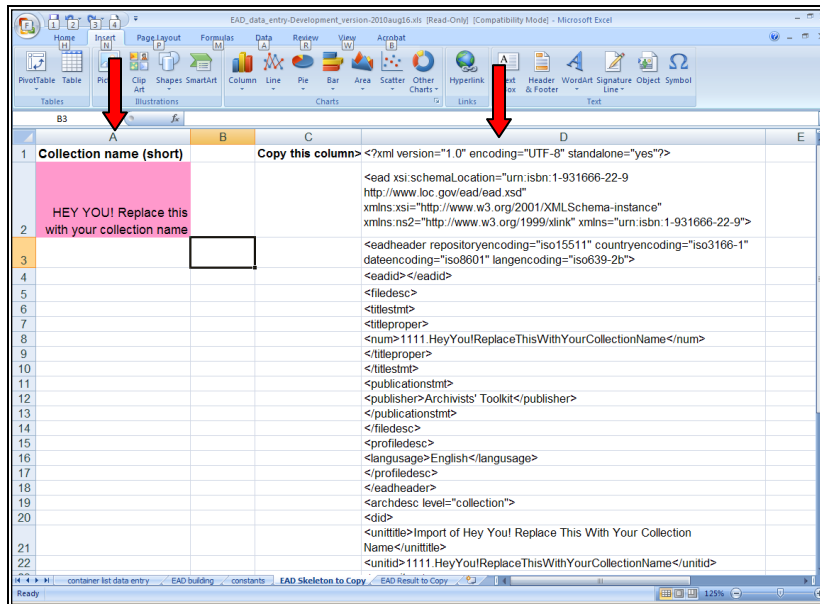 EAD_data_entry-Development_version-2010aug16.xls [Read-Only] [Compatibility Mode] - Microsoft Excel
1 2 3 4
Home Insert Page Layout Formulas Data Review View Acrobat
H N P M A R W B
PivotTable Table Clip Art Shapes SmartArt Column Line Pie Bar Area Scatter Other Charts Hyperlink Header & Footer WordArt Signature Line Object Symbol
Tables Illustrations Charts Links Text
B3 fx
A B C D E
1 Collection name (short) Copy this column> <?xml version="1.0" encoding="UTF-8" standalone="yes"?>
<ead xsi:schemaLocation="urn:isbn:1-931666-22-9
http://www.loc.gov/ead/ead.xsd"
HEY YOU! Replace this xmlns:xsi="http://www.w3.org/2001/XMLSchema-instance"
2 with your collection name xmlns:ns2="http://www.w3.org/1999/xlink" xmlns="urn:isbn:1-931666-22-9">
<eadheader repositoryencoding="iso15511" countryencoding="iso3166-1"
3 dateencoding="iso8601" langencoding="iso639-2b">
4 <eadid></eadid>
5 <filedesc>
6 <titlestmt>
7 <titleproper>
8 <num>1111.HeyYou!ReplaceThisWithYourCollectionName</num>
9 </titleproper>
10 </titlestmt>
11 <publicationstmt>
12 <publisher>Archivists' Toolkit</publisher>
13 </publicationstmt>
14 </filedesc>
15 <profiledesc>
16 <langusage>English</langusage>
17 </profiledesc>
18 </eadheader>
19 <archdesc level="collection">
20 <did>
<unittitle>Import of Hey You! Replace This With Your Collection
21 Name</unittitle>
22 <unitid>1111.HeyYou!ReplaceThisWithYourCollectionName</unitid>
container list data entry EAD building constants EAD Skeleton to Copy EAD Result to Copy
Ready 125%